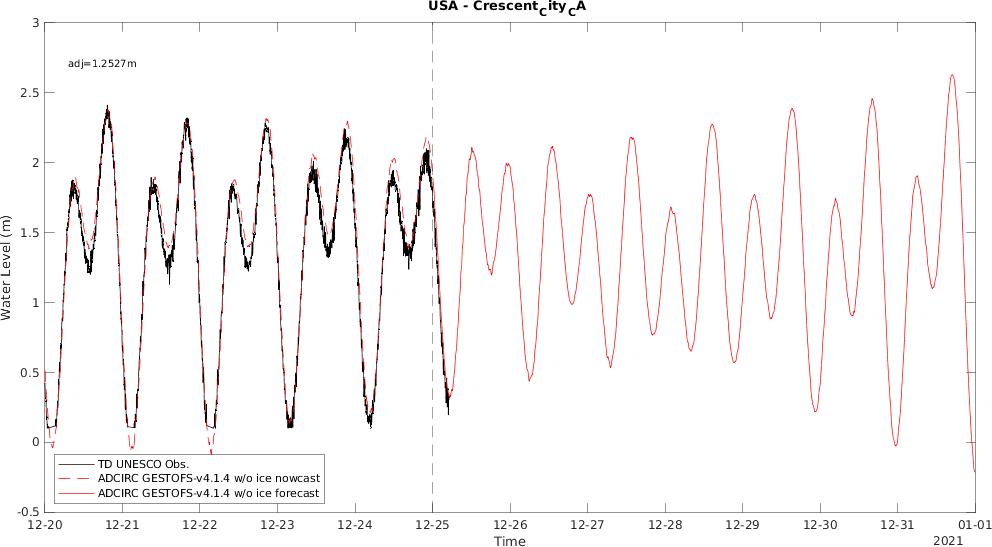 USA - Crescent_City_CA
adj=1.2527m
Water Level (m)
3
2.5
2
1.5
1
0.5
0
-0.5
TD UNESCO Obs.
ADCIRC GESTOFS-v4.1.4 w/o ice nowcast
ADCIRC GESTOFS-v4.1.4 w/o ice forecast
12-20 12-21 12-22 12-23 12-24 12-25 12-26 12-27 12-28 12-29 12-30 12-31 01-01
Time
2021